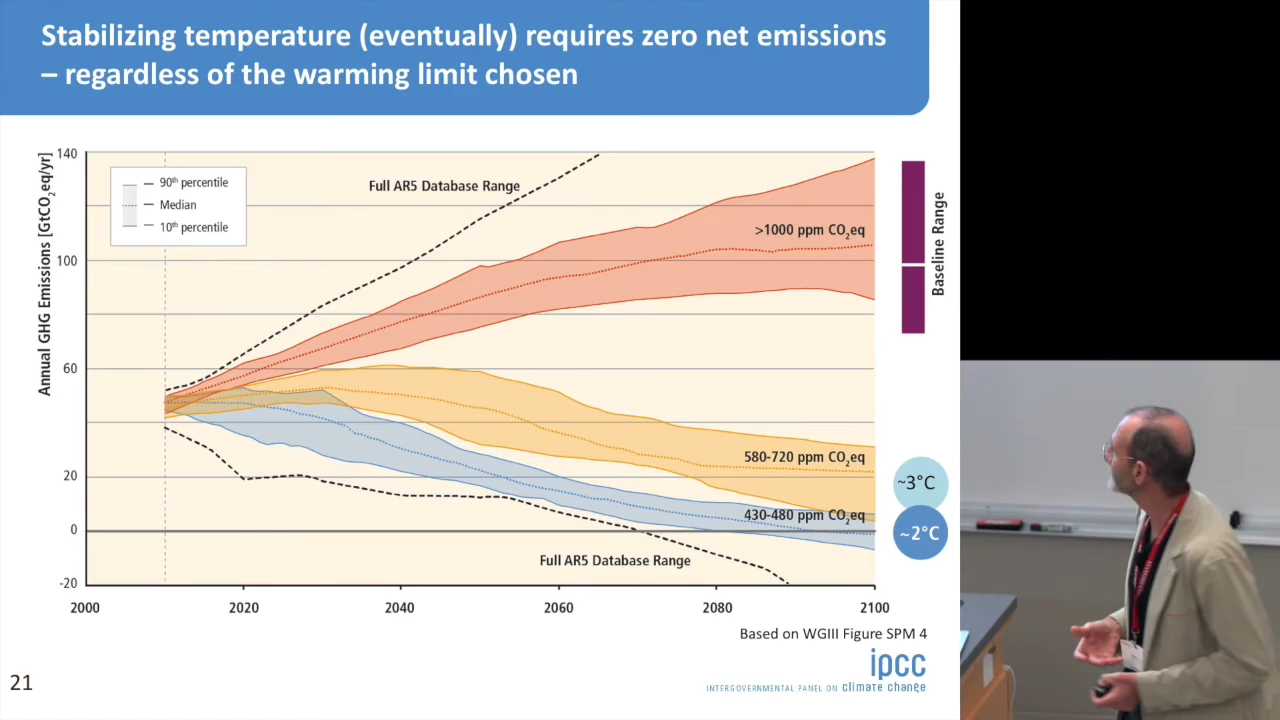 Stabilizing temperature (eventually) requires zero net emissions
– regardless of the warming limit chosen
Annual GHG Emissions [GtCO₂eq/yr]
140
100
60
20
0
-20
90th percentile
Median
10th percentile
Full AR5 Database Range
>1000 ppm CO₂eq
580-720 ppm CO₂eq
430-480 ppm CO₂eq
Full AR5 Database Range
Baseline Range
~3°C
~2°C
2000
2020
2040
2060
2080
2100
Based on WGIII Figure SPM 4
ipcc
INTERGOVERNMENTAL PANEL ON climate change
21